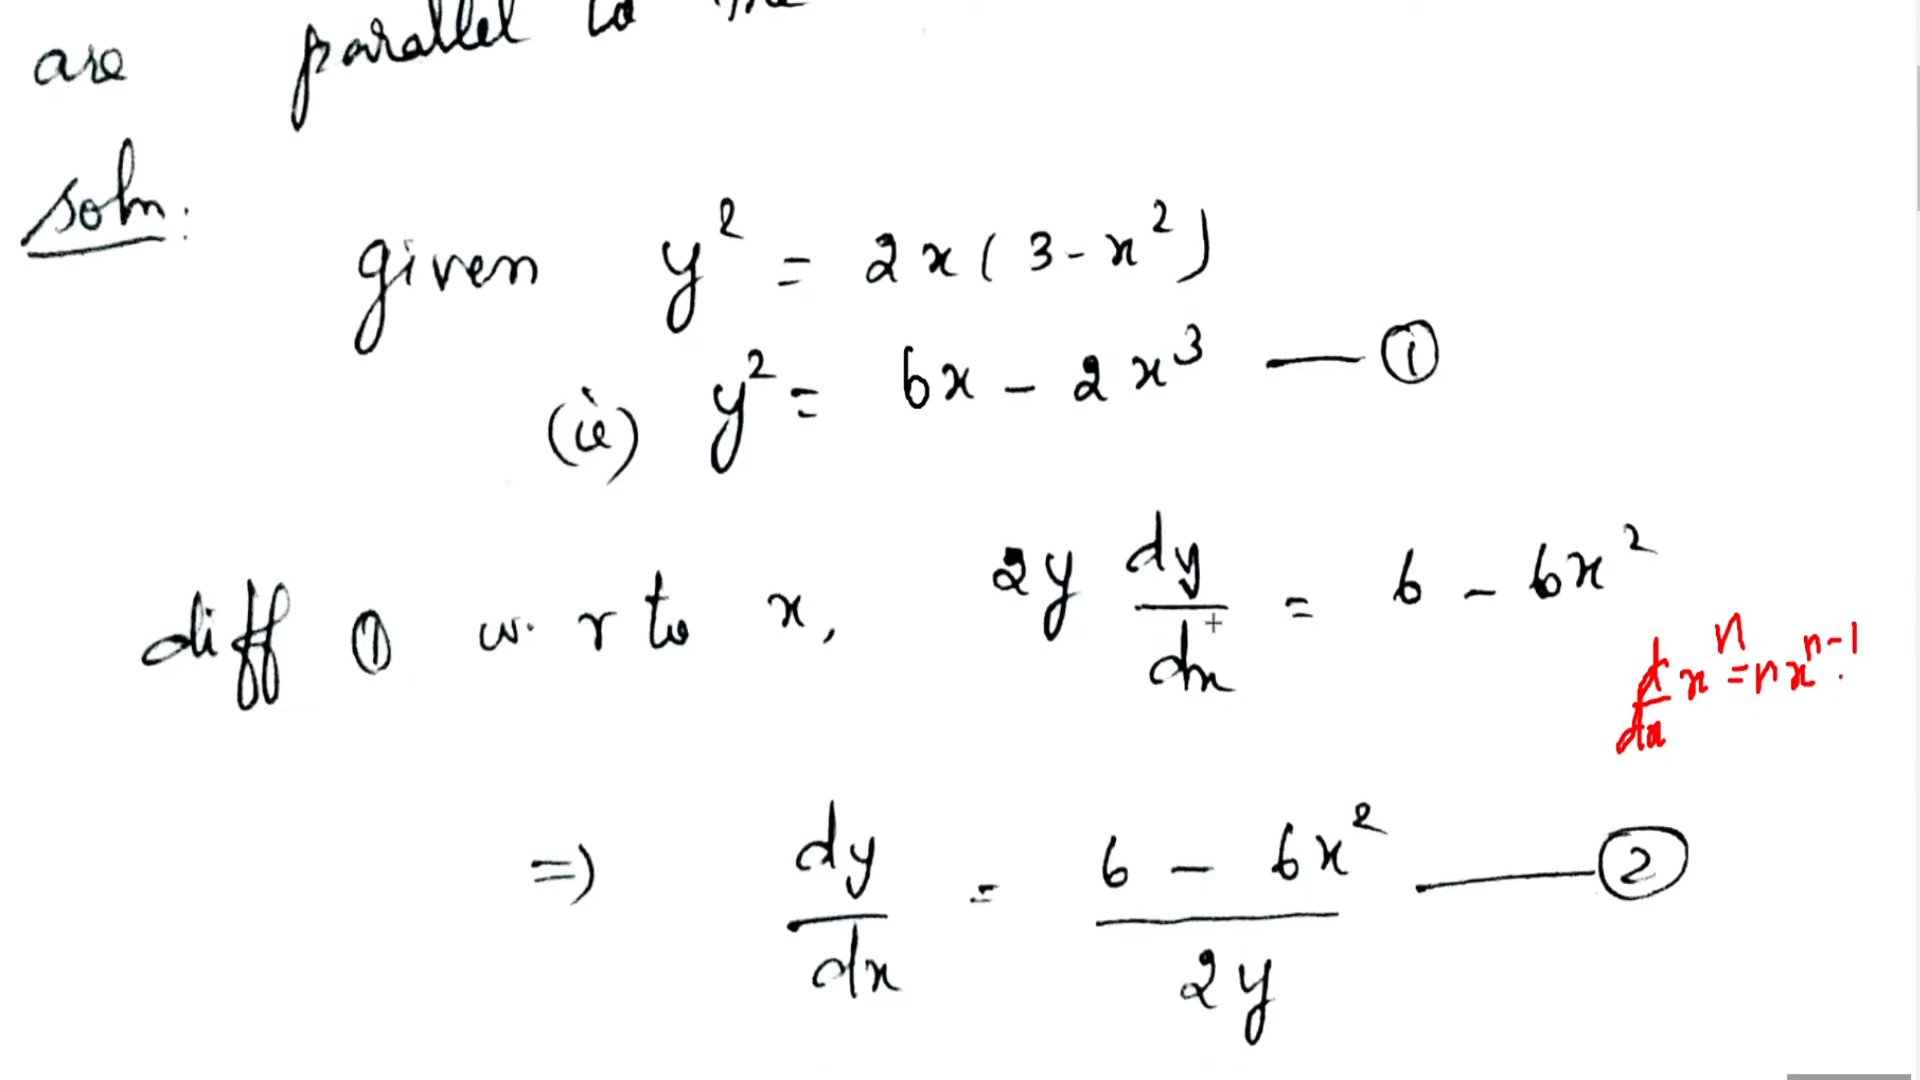 are parallel to the
soln:
given y² = 2x(3-x²)
(ie) y² = 6x - 2x³ — ①
diff ① w.r to x, 2y dy/dx = 6 - 6x²
d/dx xⁿ = nxⁿ⁻¹.
=) dy/dx = (6 - 6x²)/2y — ②